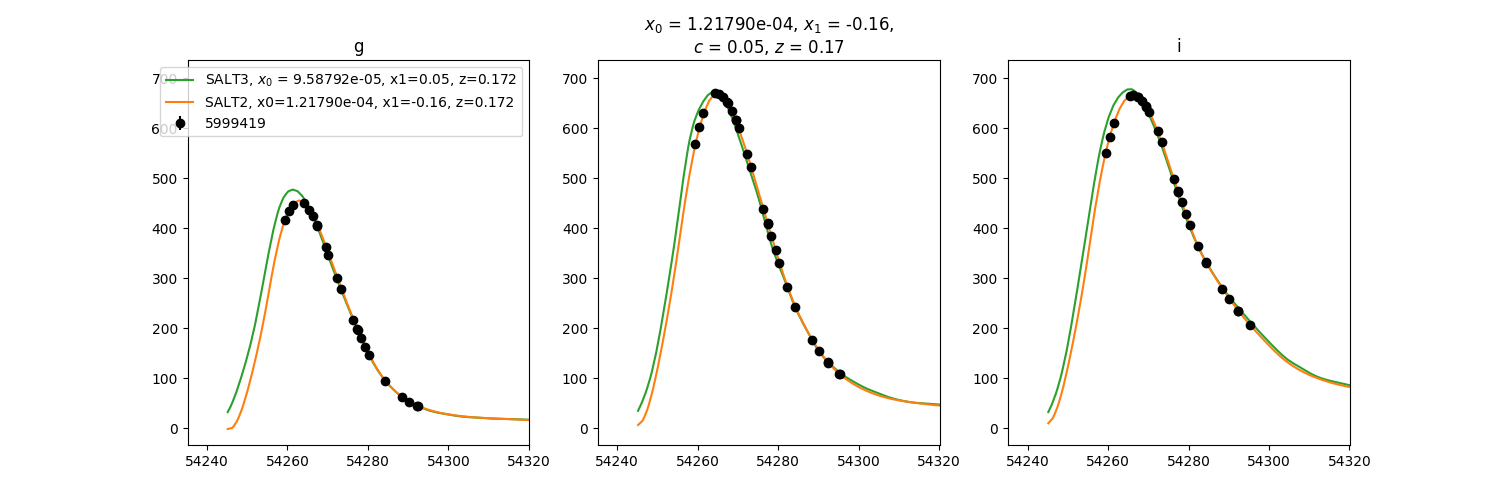 g
x₀ = 1.21790e-04, x₁ = -0.16,
c = 0.05, z = 0.17
i
SALT3, x₀ = 9.58792e-05, x1=0.05, z=0.172
SALT2, x0=1.21790e-04, x1=-0.16, z=0.172
5999419
700
600
500
400
300
200
100
0
54240 54260 54280 54300 54320
700
600
500
400
300
200
100
0
54240 54260 54280 54300 54320
700
600
500
400
300
200
100
0
54240 54260 54280 54300 54320